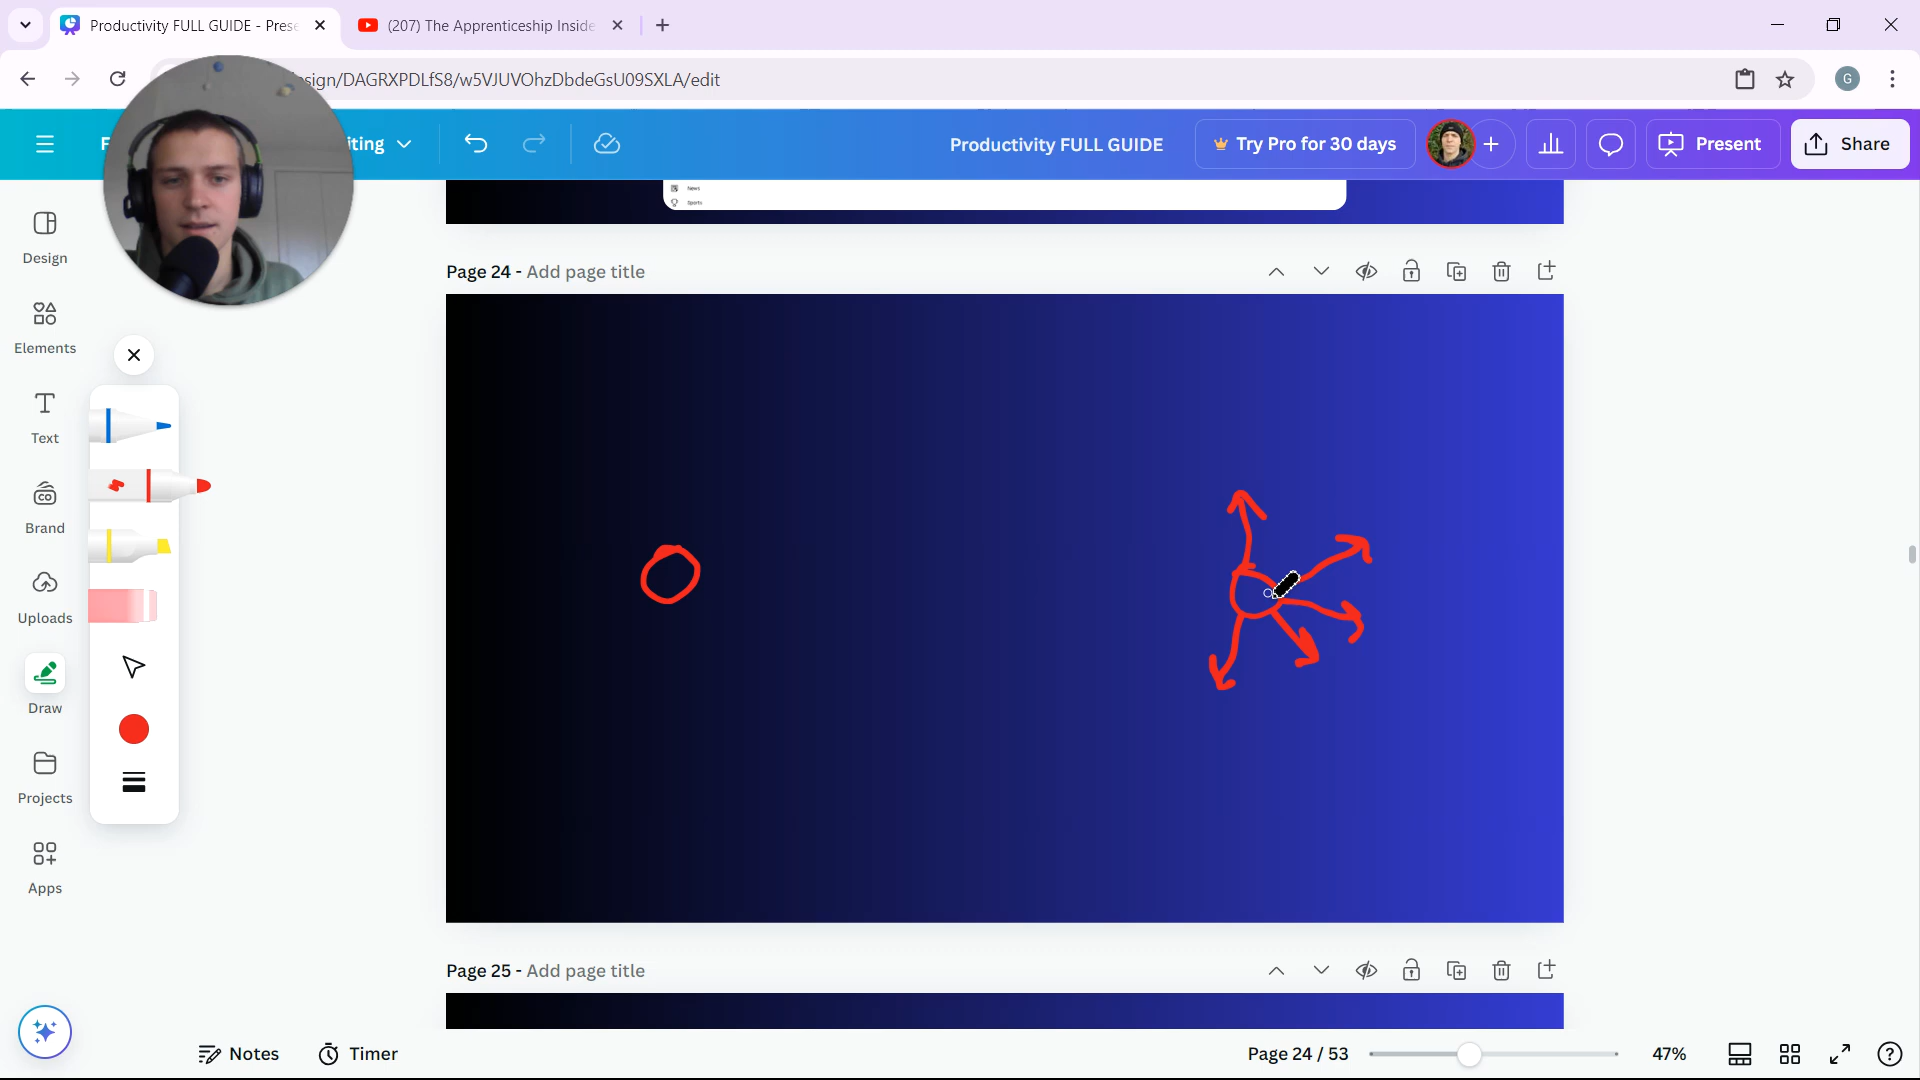 Productivity FULL GUIDE - Prese
(207) The Apprenticeship Inside
sign/DAGRXPDLfS8/w5VJUVOhzDbdeGsU09SXLA/edit
G
F
iting
Productivity FULL GUIDE
Try Pro for 30 days
Present
Share
Design
Elements
Text
Brand
Uploads
Draw
Projects
Apps
News
Sports
Page 24 - Add page title
Page 25 - Add page title
Notes
Timer
Page 24 / 53
47%